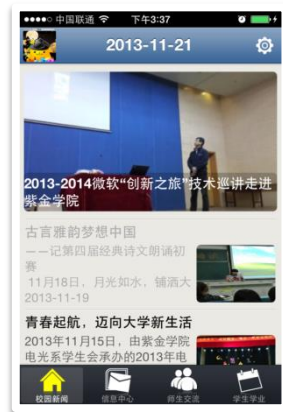 中国联通 下午3:37
2013-11-21
2013-2014微软“创新之旅”技术巡讲走进
紫金学院
古言雅韵梦想中国
——记第四届经典诗文朗诵初
赛
11月18日，月光如水，铺洒大
2013-11-19
青春起航，迈向大学新生活
2013年11月15日，由紫金学院
电光系学生会承办的2013年电
校园新闻 信息中心 师生交流 学生学业